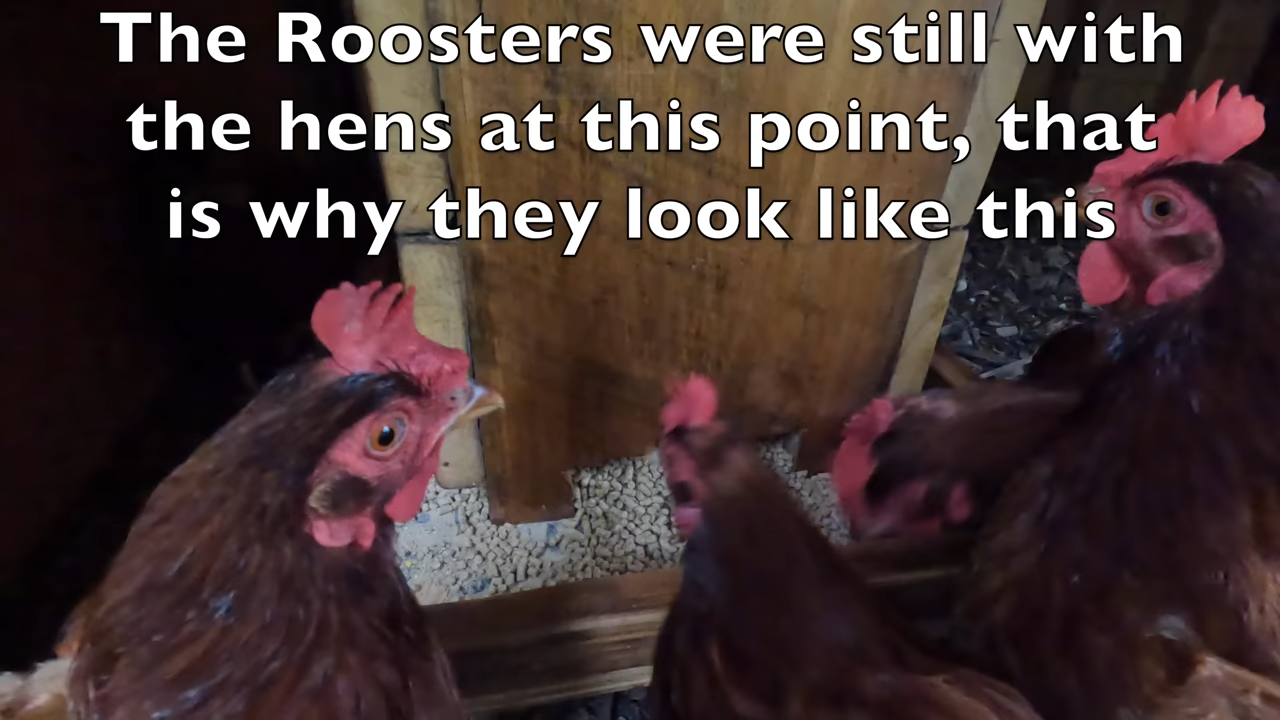 The Roosters were still with
the hens at this point, that
is why they look like this